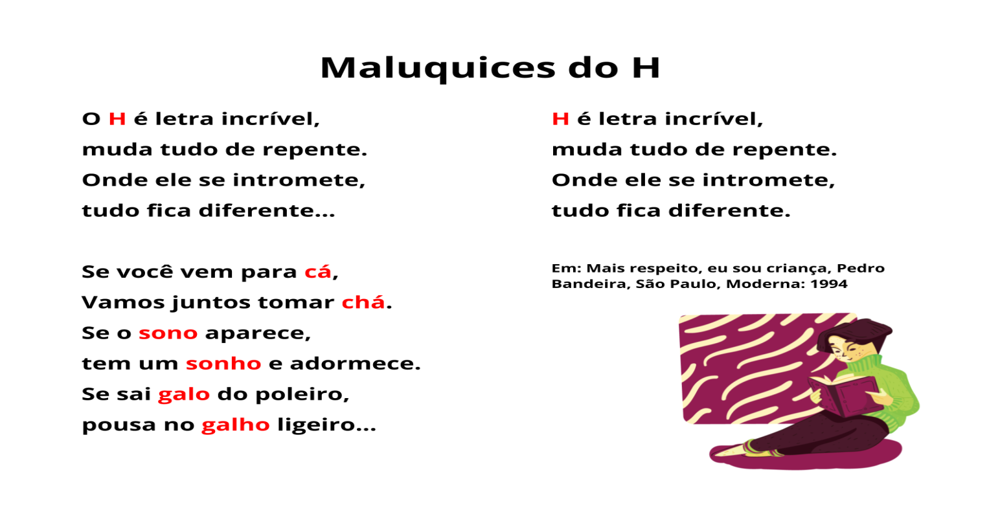 Maluquices do H
O H é letra incrível,
muda tudo de repente.
Onde ele se intromete,
tudo fica diferente...
Se você vem para cá,
Vamos juntos tomar chá.
Se o sono aparece,
tem um sonho e adormece.
Se sai galo do poleiro,
pousa no galho ligeiro...
H é letra incrível,
muda tudo de repente.
Onde ele se intromete,
tudo fica diferente.
Em: Mais respeito, eu sou criança, Pedro
Bandeira, São Paulo, Moderna: 1994